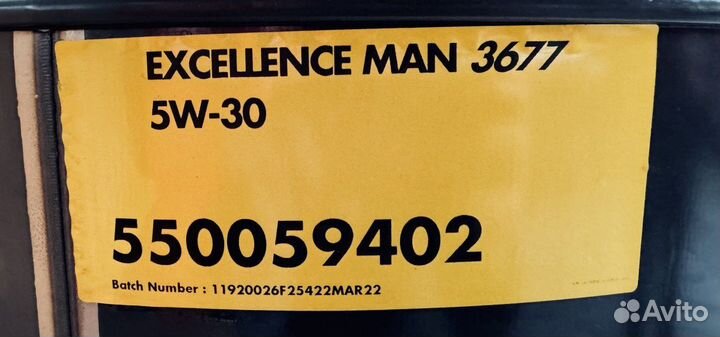 EXCELLENCE MAN 3677
5W-30
550059402
Batch Number : 11920026F25422MAR22
Avito